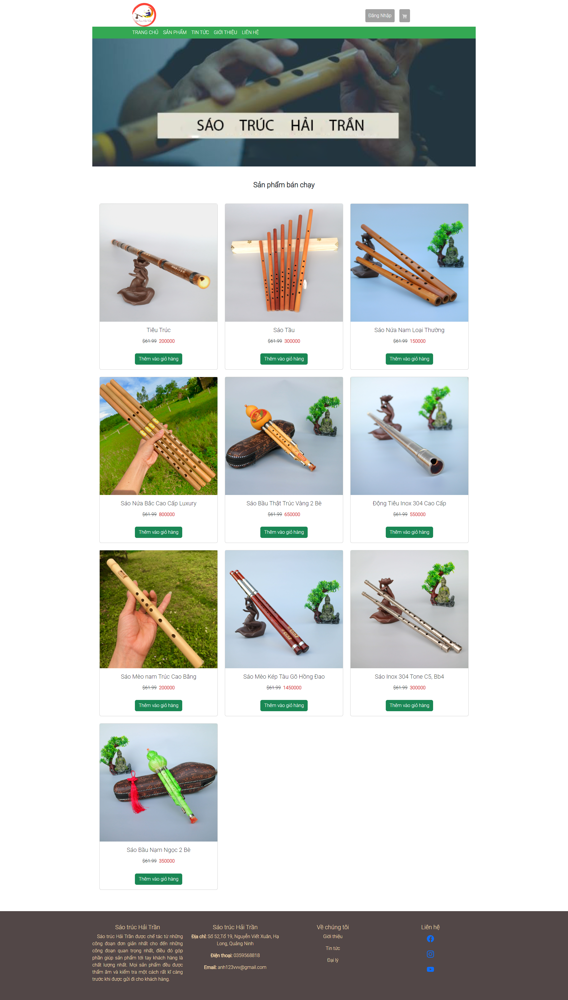 Sáo Trúc Hải Trần
Đăng Nhập
TRANG CHỦ SẢN PHẨM TIN TỨC GIỚI THIỆU LIÊN HỆ
SÁO TRÚC HẢI TRẦN
Sản phẩm bán chạy
Tiêu Trúc
$61.99 200000
Thêm vào giỏ hàng
Sáo Tầu
$61.99 300000
Thêm vào giỏ hàng
Sáo Nứa Nam Loại Thường
$61.99 150000
Thêm vào giỏ hàng
Sáo Nứa Bắc Cao Cấp Luxury
$61.99 800000
Thêm vào giỏ hàng
Sáo Bầu Thật Trúc Vàng 2 Bè
$61.99 650000
Thêm vào giỏ hàng
Động Tiêu Inox 304 Cao Cấp
$61.99 550000
Thêm vào giỏ hàng
Sáo Mèo nam Trúc Cao Bằng
$61.99 200000
Thêm vào giỏ hàng
Sáo Mèo Kép Tàu Gỗ Hồng Đao
$61.99 1450000
Thêm vào giỏ hàng
Sáo Inox 304 Tone C5, Bb4
$61.99 300000
Thêm vào giỏ hàng
Sáo Bầu Nạm Ngọc 2 Bè
$61.99 350000
Thêm vào giỏ hàng
Sáo trúc Hải Trần
Sáo trúc Hải Trần được chế tác từ những
công đoạn đơn giản nhất cho đến những
công đoạn quan trọng nhất, điều đó góp
phần giúp sản phẩm tới tay khách hàng là
chất lượng nhất. Mọi sản phẩm đều được
thẩm âm và kiểm tra một cách rất kĩ càng
trước khi được gửi đi cho khách hàng.
Sáo trúc Hải Trần
Địa chỉ: Số 52,Tổ 19, Nguyễn Viết Xuân, Hạ
Long, Quảng Ninh
Điện thoại: 0359568818
Email: anh123vvv@gmail.com
Về chúng tôi
Giới thiệu
Tin tức
Đại lý
Liên hệ